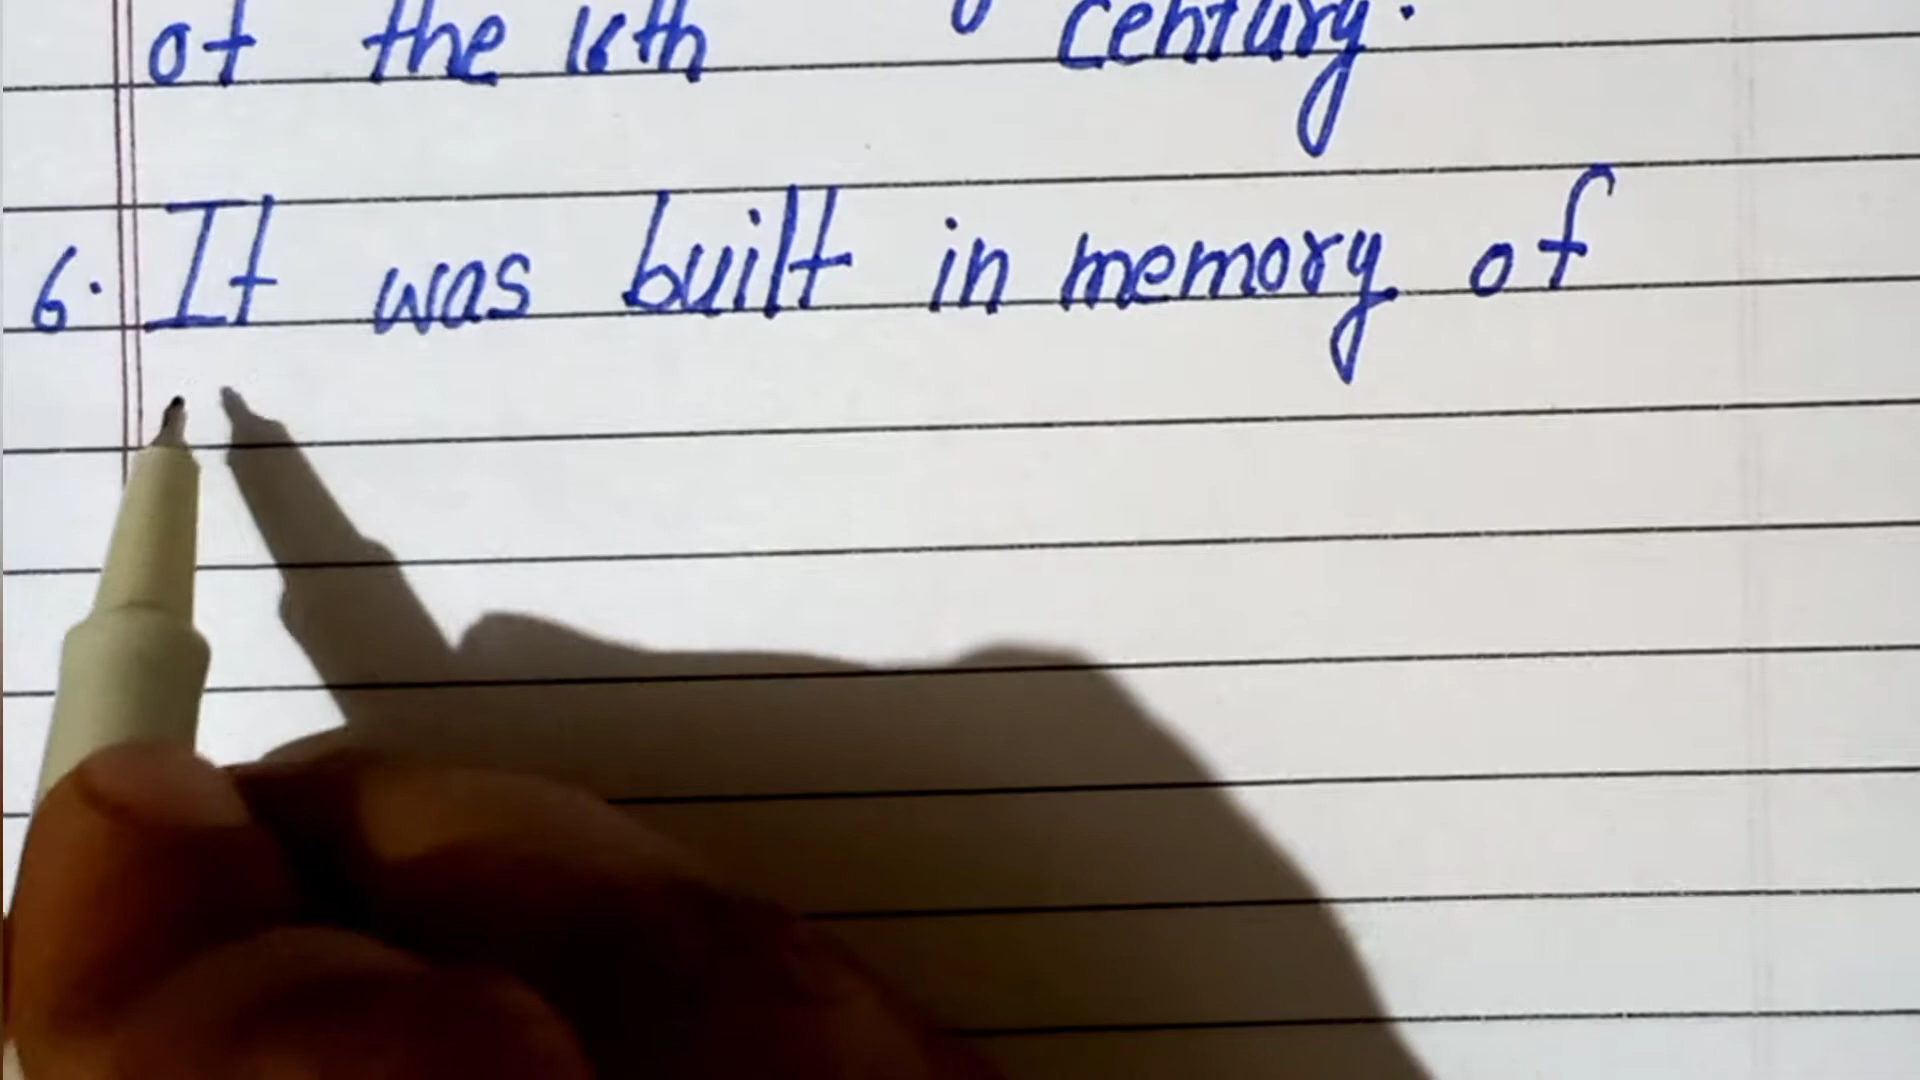 of the 16th century.
6. It was built in memory of